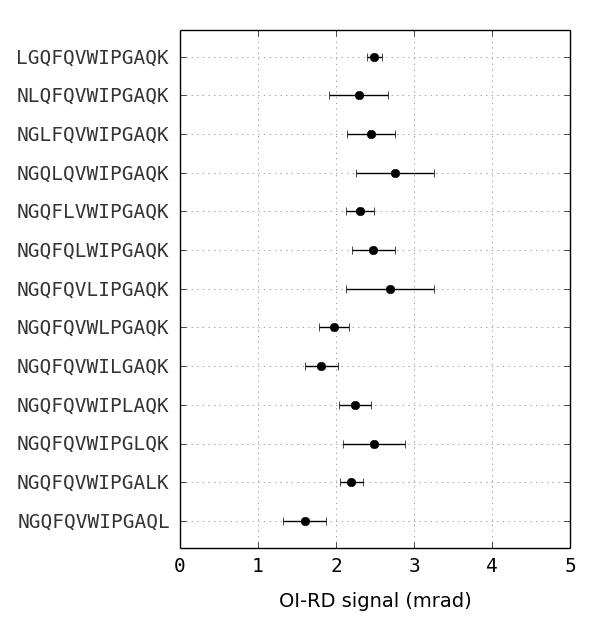 LGQFQVWIPGAQK
NLQFQVWIPGAQK
NGLFQVWIPGAQK
NGQLQVWIPGAQK
NGQFLVWIPGAQK
NGQFQLWIPGAQK
NGQFQVLIPGAQK
NGQFQVWLPGAQK
NGQFQVWILGAQK
NGQFQVWIPLAQK
NGQFQVWIPGLQK
NGQFQVWIPGALK
NGQFQVWIPGAQL
0 1 2 3 4 5
OI-RD signal (mrad)